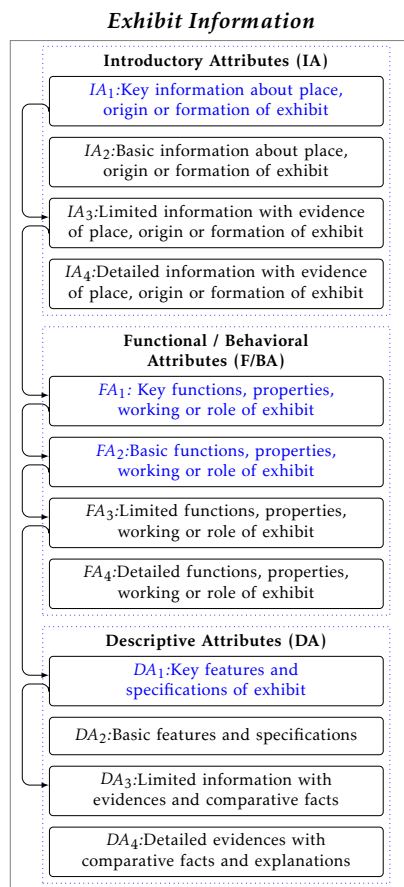 Exhibit Information
Introductory Attributes (IA)
IA1:Key information about place,
origin or formation of exhibit
IA2:Basic information about place,
origin or formation of exhibit
IA3:Limited information with evidence
of place, origin or formation of exhibit
IA4:Detailed information with evidence
of place, origin or formation of exhibit
Functional / Behavioral
Attributes (F/BA)
FA1: Key functions, properties,
working or role of exhibit
FA2:Basic functions, properties,
working or role of exhibit
FA3:Limited functions, properties,
working or role of exhibit
FA4:Detailed functions, properties,
working or role of exhibit
Descriptive Attributes (DA)
DA1:Key features and
specifications of exhibit
DA2:Basic features and specifications
DA3:Limited information with
evidences and comparative facts
DA4:Detailed evidences with
comparative facts and explanations